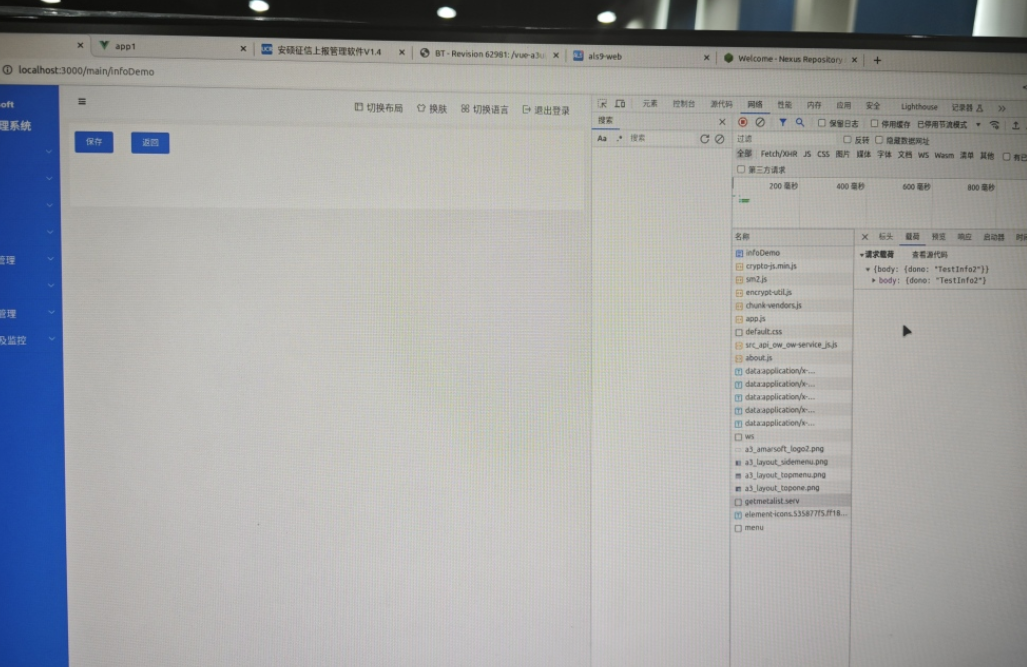 app1
安硕征信上报管理软件V1.4
BT - Revision 62981: /vue-a3u
als9-web
Welcome - Nexus Repository
localhost:3000/main/infoDemo
oft
理系统
管理
管理
及监控
切换布局 换肤 切换语言 退出登录
保存 返回
元素 控制台 源代码 网络 性能 内存 应用 安全 Lighthouse 记录器
搜索
Aa .* 搜索
保留日志 停用缓存 已停用节流模式
过滤 反转 隐藏数据网址
全部 Fetch/XHR JS CSS 图片 媒体 字体 文档 WS Wasm 清单 其他
第三方请求
200 毫秒 400 毫秒 600 毫秒 800 毫秒
名称
infoDemo
crypto-js.min.js
sm2.js
encrypt-util.js
chunk-vendors.js
app.js
default.css
src_api_ow_ow-service_js.js
about.js
data:application/x-...
data:application/x-...
data:application/x-...
data:application/x-...
data:application/x-...
ws
a3_amarsoft_logo2.png
a3_layout_sidemenu.png
a3_layout_topmenu.png
a3_layout_topone.png
getmetalist.serv
element-icons.535877f5.ff18...
menu
标头 载荷 预览 响应 启动器
请求载荷 查看源代码
{body: {dono: "TestInfo2"}}
body: {dono: "TestInfo2"}